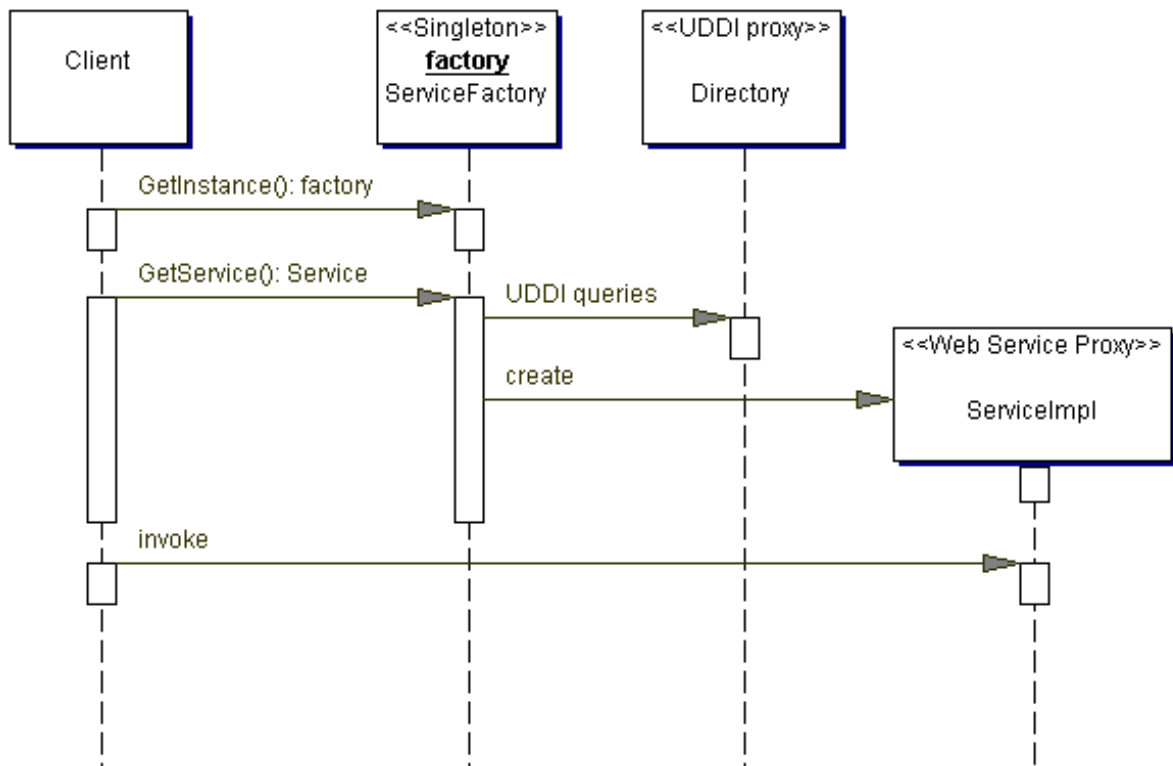 Client
<<Singleton>>
factory
ServiceFactory
<<UDDI proxy>>
Directory
GetInstance(): factory
GetService(): Service
UDDI queries
<<Web Service Proxy>>
ServiceImpl
create
invoke